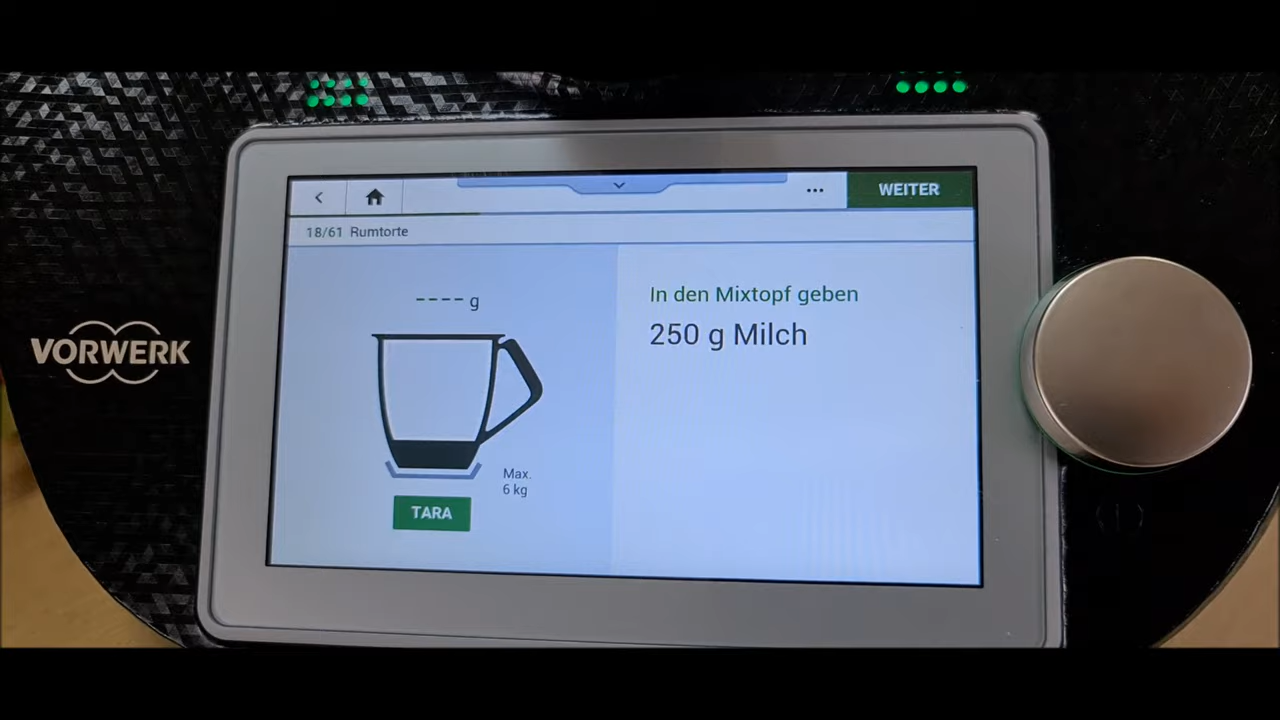 WEITER
18/61 Rumtorte
---- g
In den Mixtopf geben
250 g Milch
VORWERK
Max.
6 kg
TARA